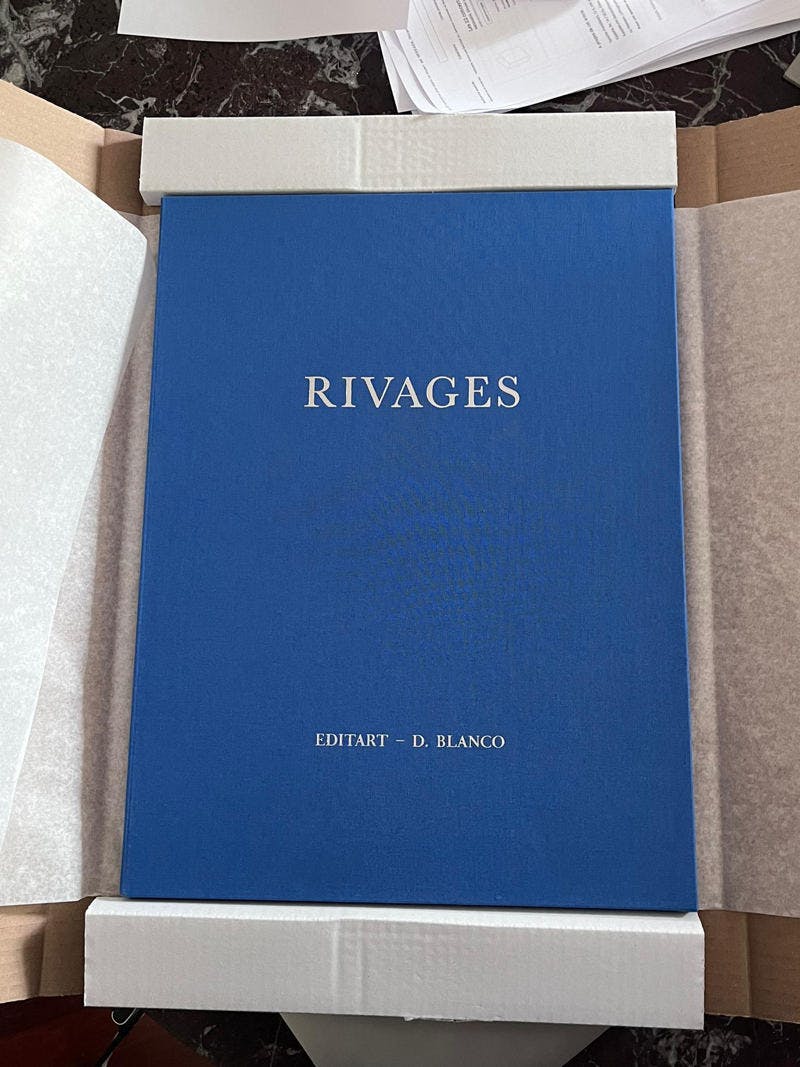 RIVAGES
EDITART – D. BLANCO